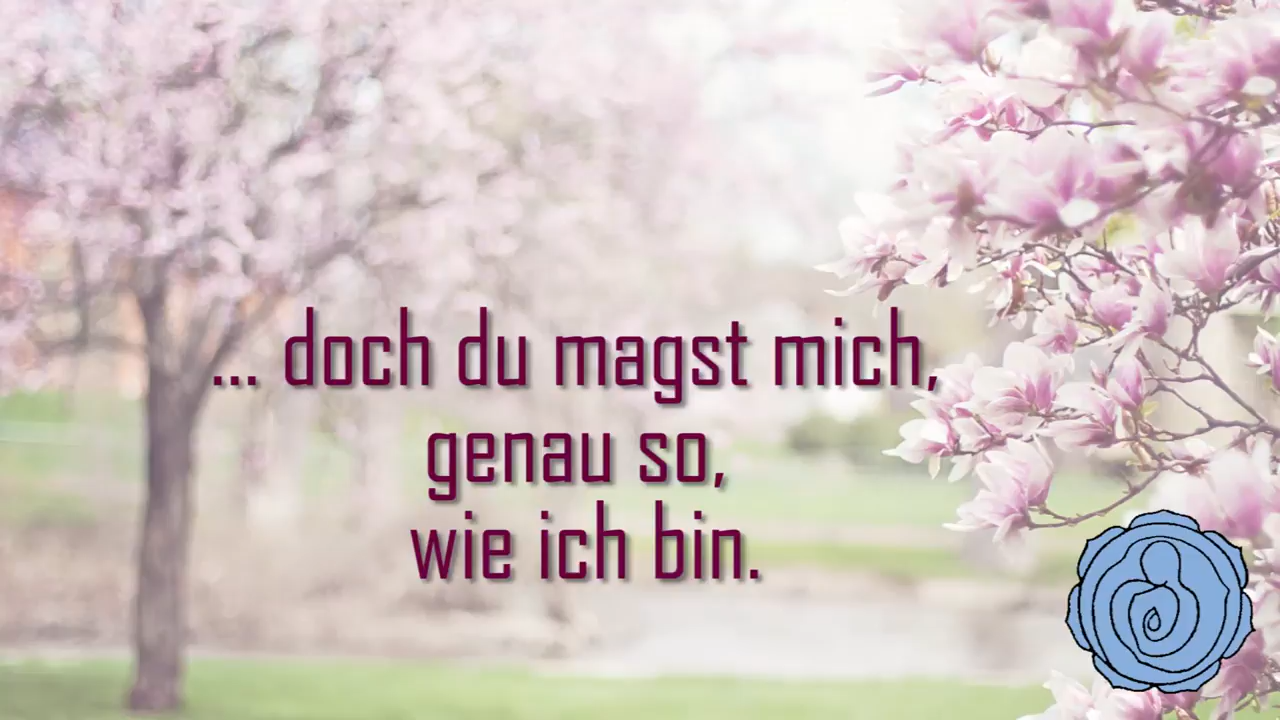 ... doch du magst mich,
genau so,
wie ich bin.